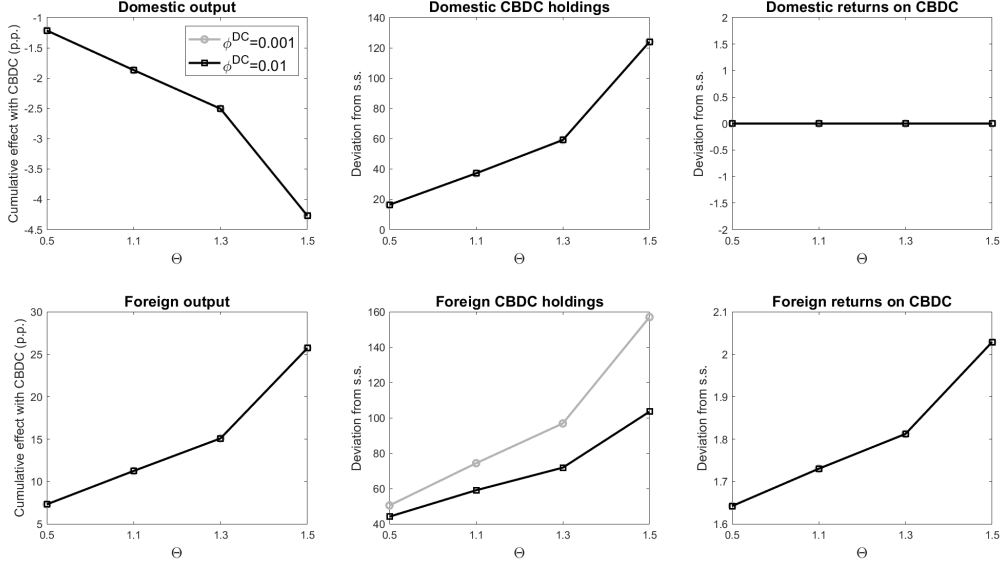 Domestic output
Cumulative effect with CBDC (p.p.)
-1
-1.5
-2
-2.5
-3
-3.5
-4
-4.5
0.5 1.1 1.3 1.5
Θ
ϕ^DC=0.001
ϕ^DC=0.01
Domestic CBDC holdings
Deviation from s.s.
140
120
100
80
60
40
20
0
0.5 1.1 1.3 1.5
Θ
Domestic returns on CBDC
Deviation from s.s.
2
1.5
1
0.5
0
-0.5
-1
-1.5
-2
0.5 1.1 1.3 1.5
Θ
Foreign output
Cumulative effect with CBDC (p.p.)
30
25
20
15
10
5
0.5 1.1 1.3 1.5
Θ
Foreign CBDC holdings
Deviation from s.s.
160
140
120
100
80
60
40
0.5 1.1 1.3 1.5
Θ
Foreign returns on CBDC
Deviation from s.s.
2.1
2
1.9
1.8
1.7
1.6
0.5 1.1 1.3 1.5
Θ